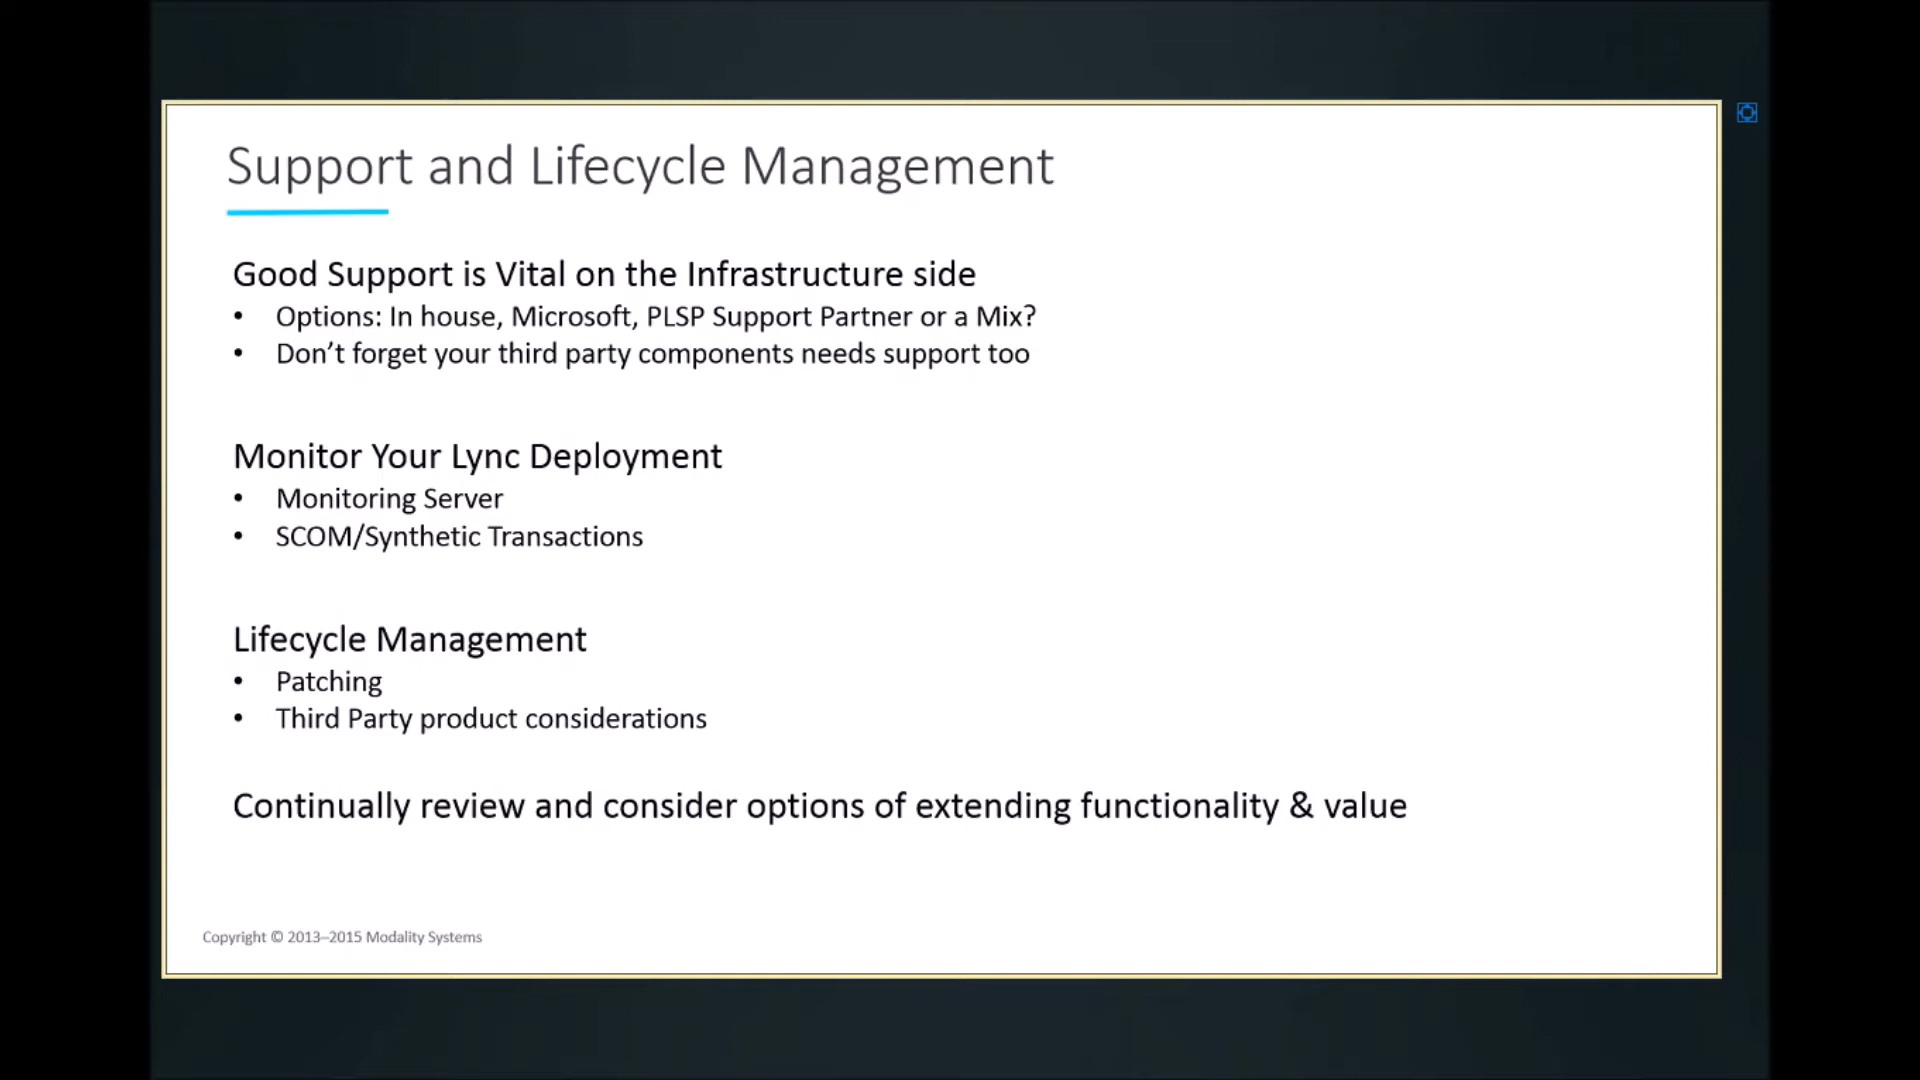 Support and Lifecycle Management
Good Support is Vital on the Infrastructure side
• Options: In house, Microsoft, PLSP Support Partner or a Mix?
• Don’t forget your third party components needs support too
Monitor Your Lync Deployment
• Monitoring Server
• SCOM/Synthetic Transactions
Lifecycle Management
• Patching
• Third Party product considerations
Continually review and consider options of extending functionality & value
Copyright © 2013–2015 Modality Systems